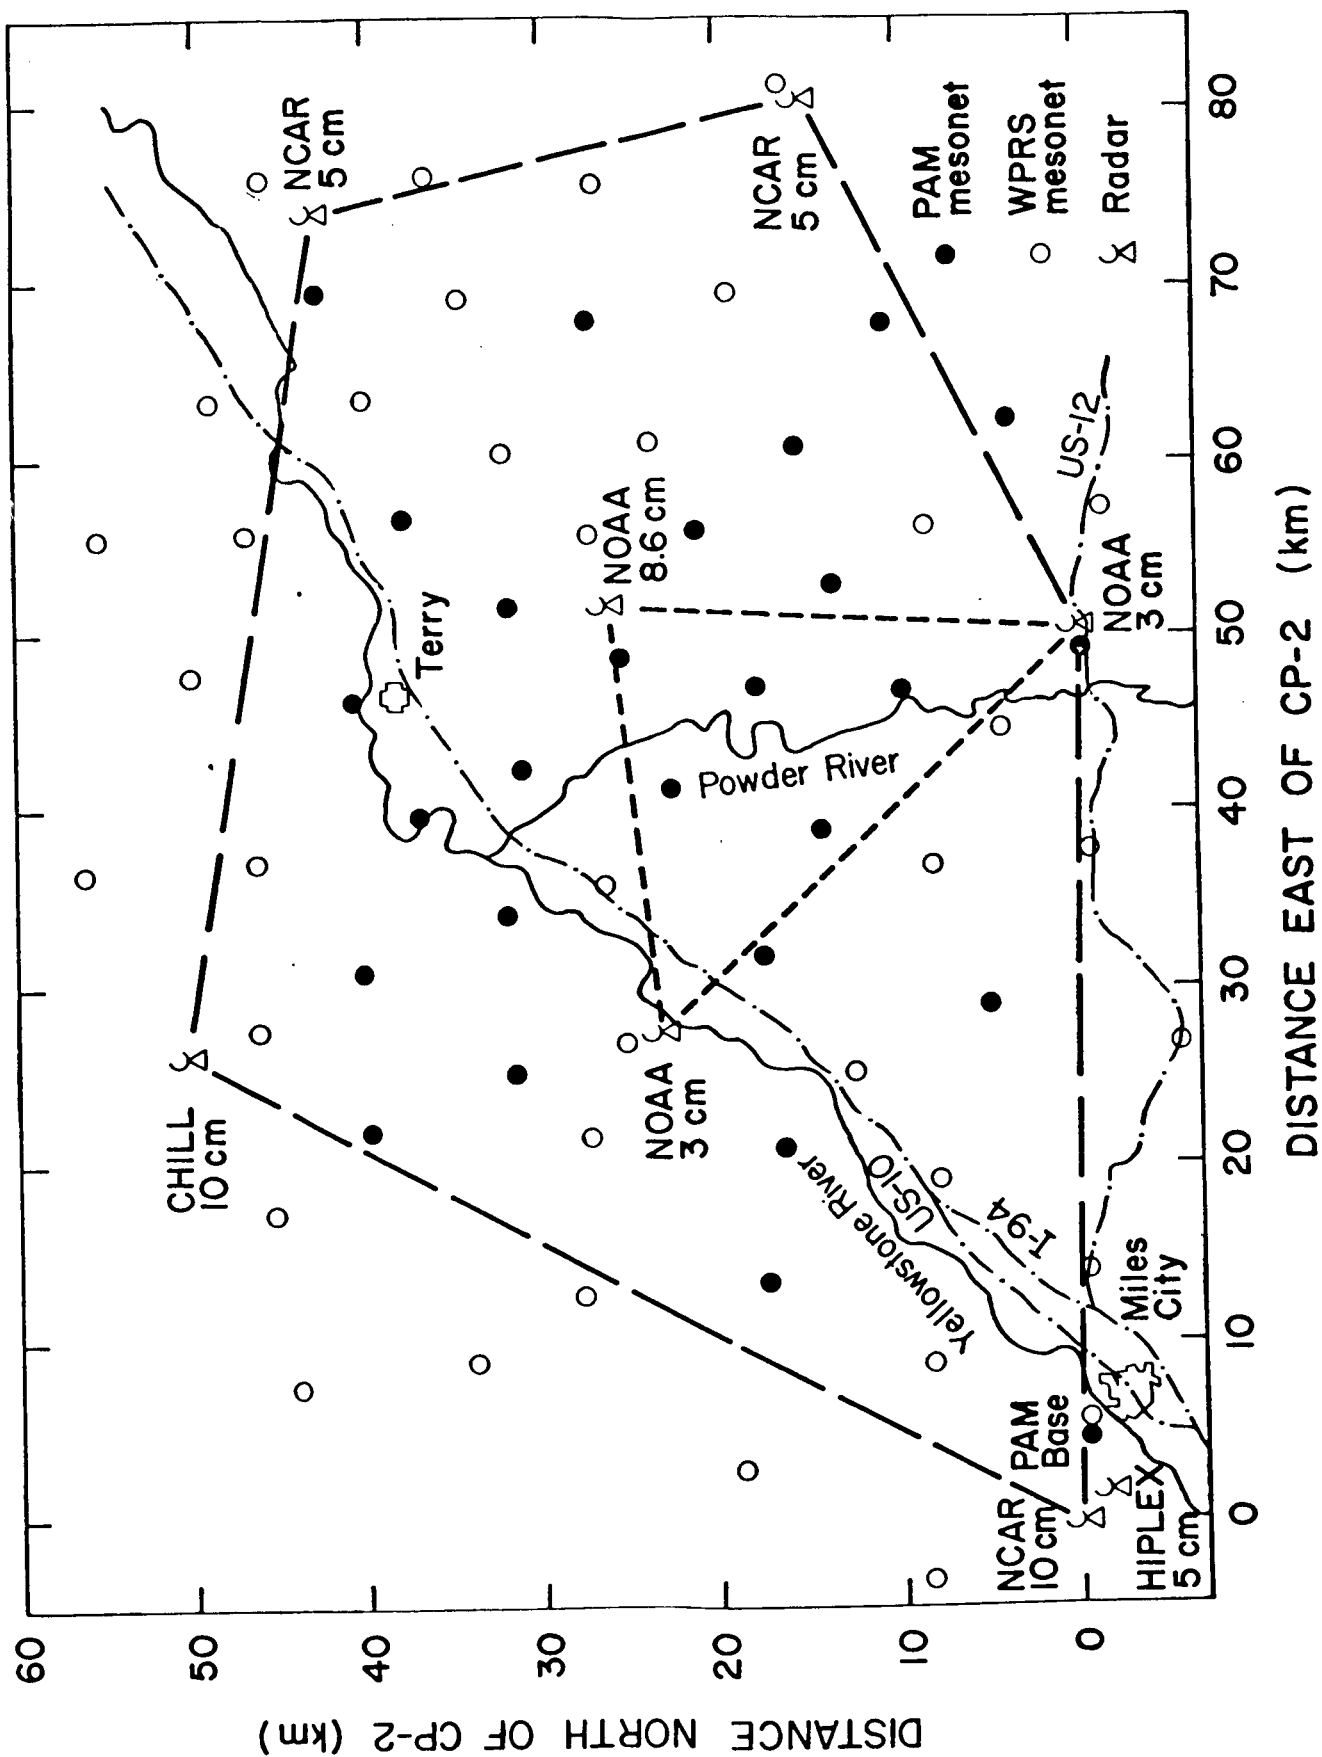 60
50
40
30
20
10
0
DISTANCE NORTH OF CP-2 (km)
0
10
20
30
40
50
60
70
80
DISTANCE EAST OF CP-2 (km)
CHILL
10 cm
NCAR
5 cm
Terry
NOAA
8.6 cm
NOAA
3 cm
Powder River
Yellowstone River
US-10
I-94
NCAR
10 cm
PAM
Base
HIPLEX
5 cm
Miles
City
NOAA
3 cm
US-12
NCAR
5 cm
PAM
mesonet
WPRS
mesonet
Radar